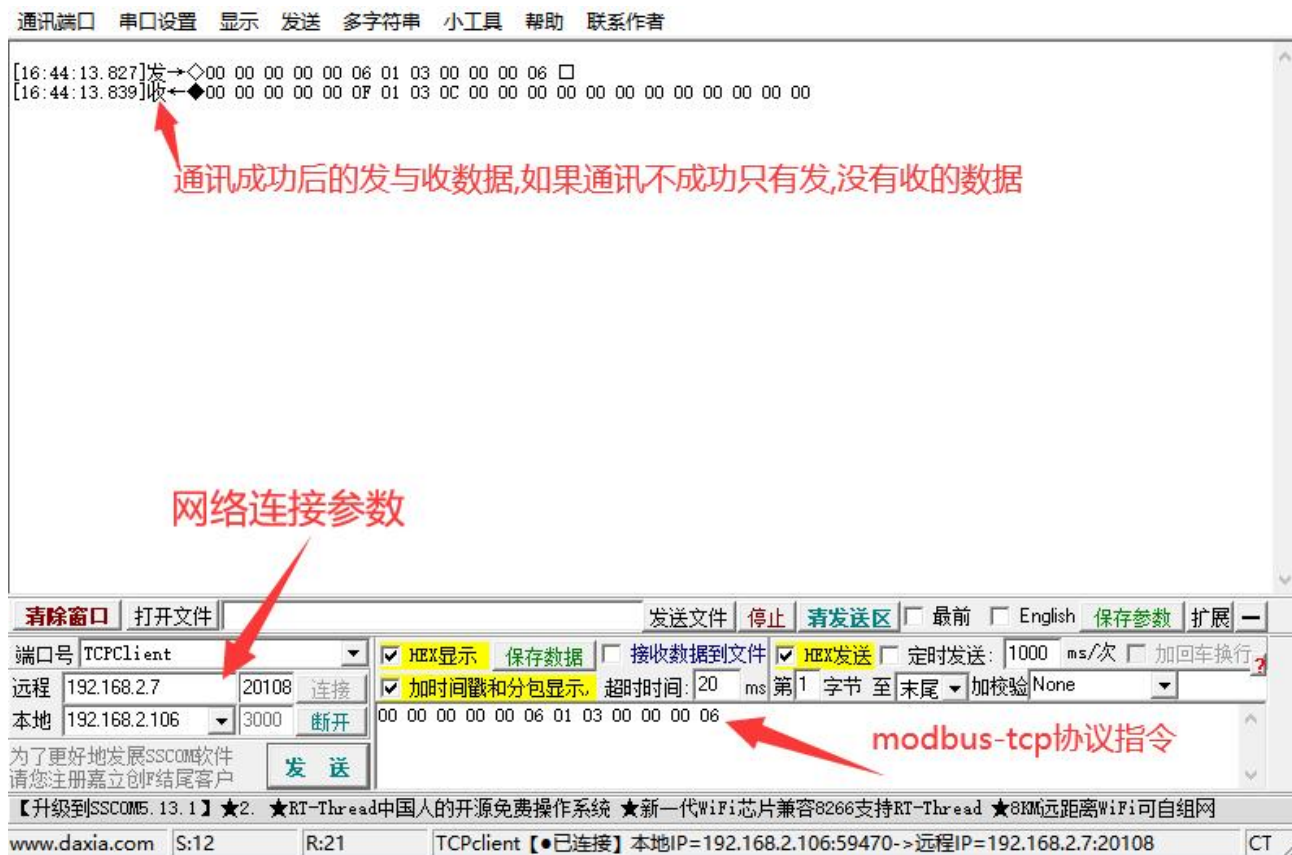 通讯端口 串口设置 显示 发送 多字符串 小工具 帮助 联系作者
[16:44:13.827]发→◇00 00 00 00 00 06 01 03 00 00 00 06 □
[16:44:13.839]收←◆00 00 00 00 00 0F 01 03 0C 00 00 00 00 00 00 00 00 00 00 00 00
通讯成功后的发与收数据,如果通讯不成功只有发,没有收的数据
网络连接参数
清除窗口 打开文件 发送文件 停止 清发送区 最前 English 保存参数 扩展 —
端口号 TCPClient HEX显示 保存数据 接收数据到文件 HEX发送 定时发送: 1000 ms/次 加回车换行 ?
远程 192.168.2.7 20108 连接 加时间戳和分包显示, 超时时间: 20 ms 第 1 字节 至 末尾 加校验 None
本地 192.168.2.106 3000 断开 00 00 00 00 00 06 01 03 00 00 00 06
modbus-tcp协议指令
为了更好地发展SSCOM软件
请您注册嘉立创F结尾客户
发 送
【升级到SSCOM5.13.1】★2. ★RT-Thread中国人的开源免费操作系统 ★新一代WiFi芯片兼容8266支持RT-Thread ★8KM远距离WiFi可自组网
www.daxia.com S:12 R:21 TCPclient【●已连接】本地IP=192.168.2.106:59470->远程IP=192.168.2.7:20108 CT